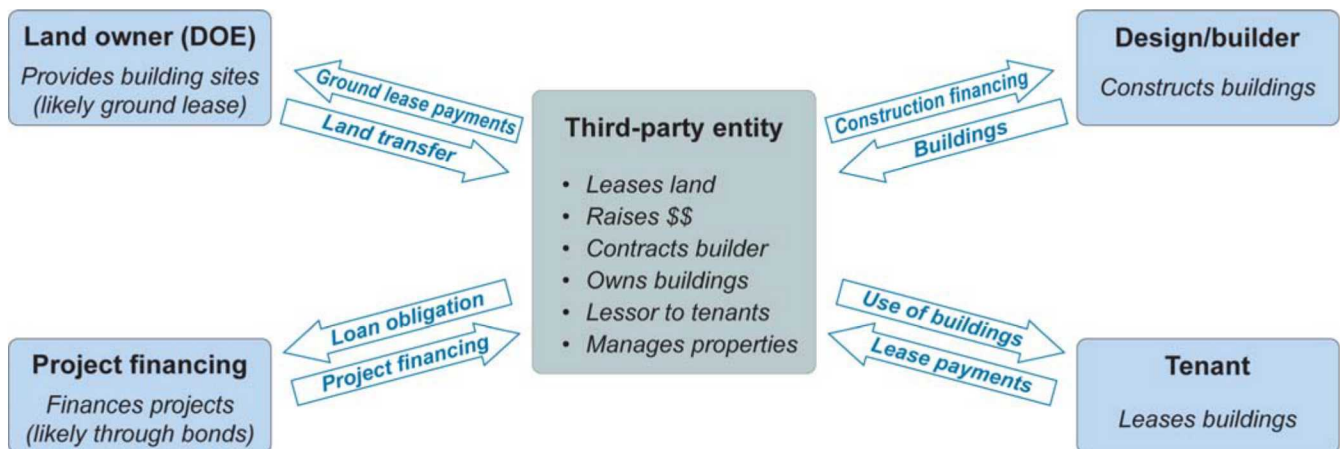 Land owner (DOE)
Provides building sites
(likely ground lease)
Ground lease payments
Land transfer
Third-party entity
• Leases land
• Raises $$
• Contracts builder
• Owns buildings
• Lessor to tenants
• Manages properties
Construction financing
Buildings
Design/builder
Constructs buildings
Loan obligation
Project financing
Project financing
Finances projects
(likely through bonds)
Use of buildings
Lease payments
Tenant
Leases buildings